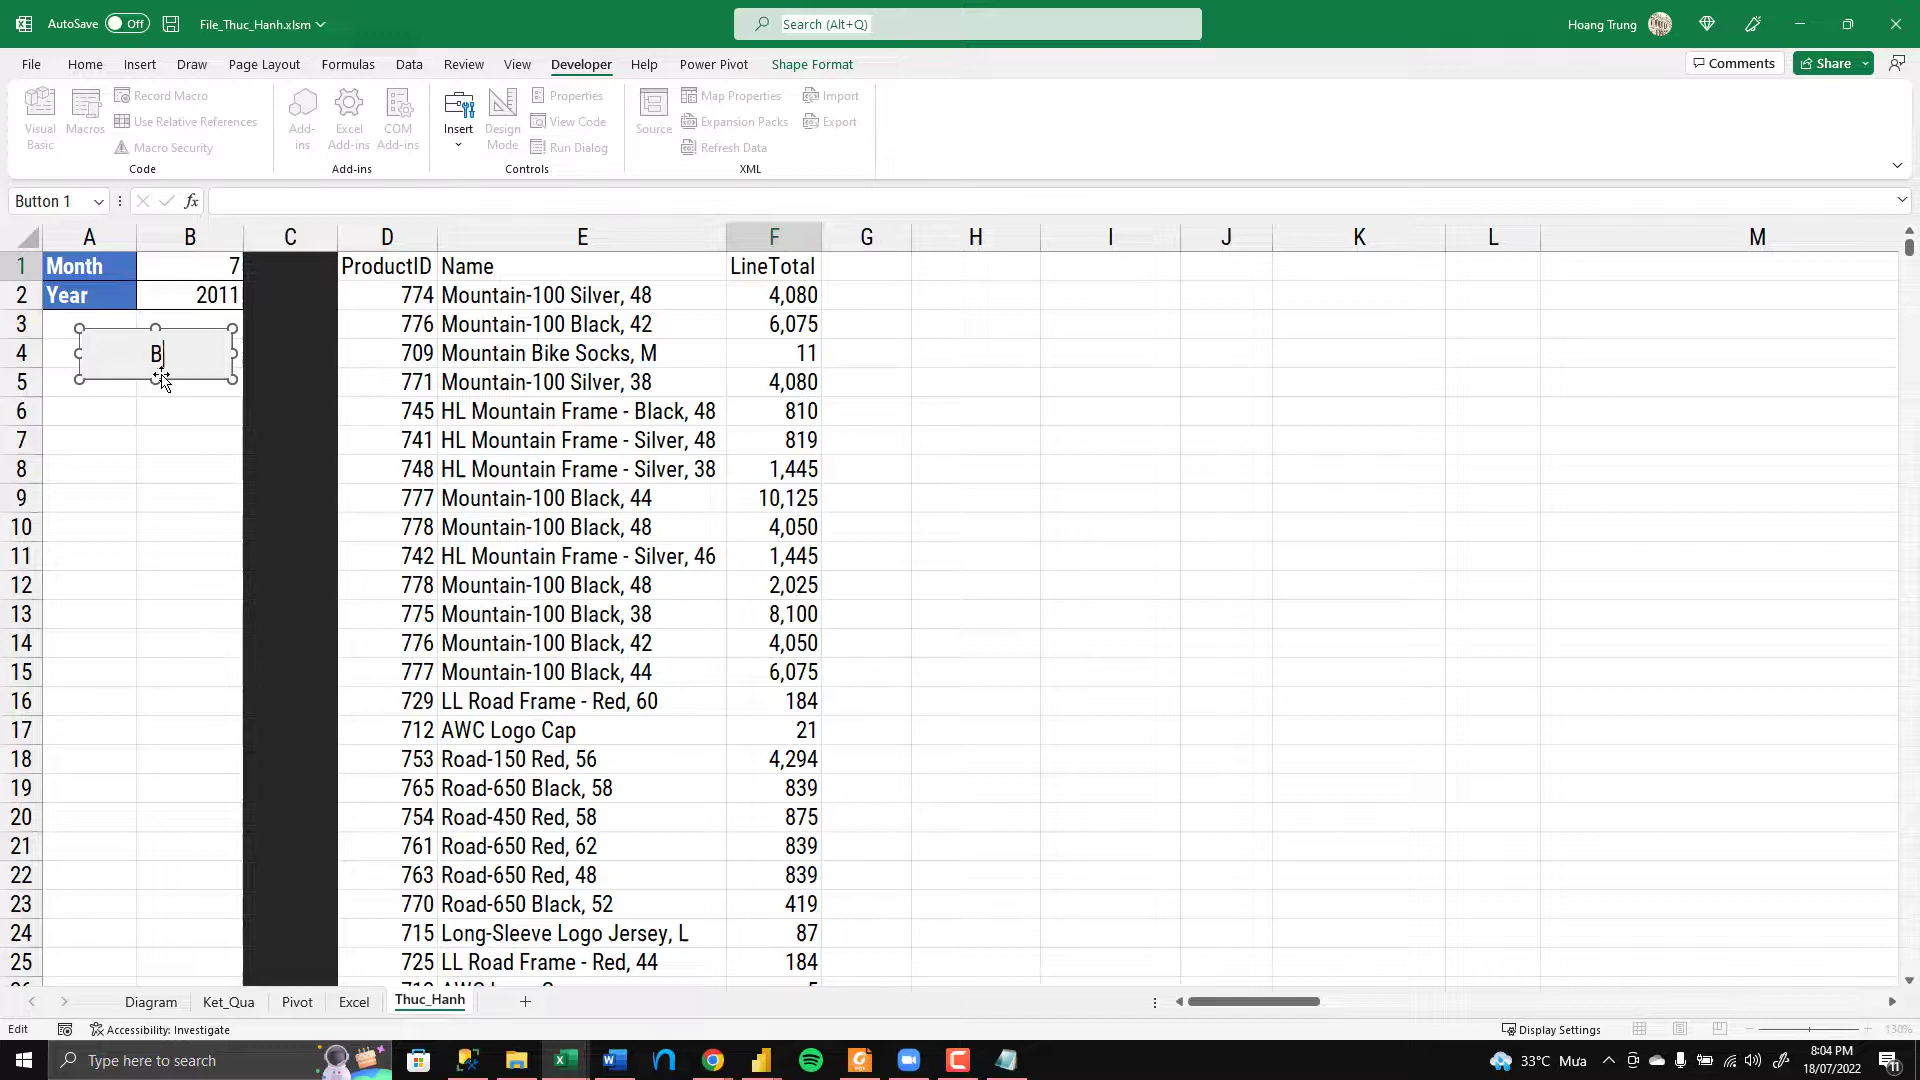 AutoSave Off File_Thuc_Hanh.xlsm Search (Alt+Q) Hoang Trung
File Home Insert Draw Page Layout Formulas Data Review View Developer Help Power Pivot Shape Format Comments Share
Visual Basic Macros Record Macro Use Relative References Macro Security Code
Add-ins Excel Add-ins COM Add-ins Add-ins
Insert Design Mode Properties View Code Run Dialog Controls
Source Map Properties Expansion Packs Refresh Data Import Export XML
Button 1 fx
A B C D E F G H I J K L M
1 Month 7 ProductID Name LineTotal
2 Year 2011 774 Mountain-100 Silver, 48 4,080
3 776 Mountain-100 Black, 42 6,075
4 B 709 Mountain Bike Socks, M 11
5 771 Mountain-100 Silver, 38 4,080
6 745 HL Mountain Frame - Black, 48 810
7 741 HL Mountain Frame - Silver, 48 819
8 748 HL Mountain Frame - Silver, 38 1,445
9 777 Mountain-100 Black, 44 10,125
10 778 Mountain-100 Black, 48 4,050
11 742 HL Mountain Frame - Silver, 46 1,445
12 778 Mountain-100 Black, 48 2,025
13 775 Mountain-100 Black, 38 8,100
14 776 Mountain-100 Black, 42 4,050
15 777 Mountain-100 Black, 44 6,075
16 729 LL Road Frame - Red, 60 184
17 712 AWC Logo Cap 21
18 753 Road-150 Red, 56 4,294
19 765 Road-650 Black, 58 839
20 754 Road-450 Red, 58 875
21 761 Road-650 Red, 62 839
22 763 Road-650 Red, 48 839
23 770 Road-650 Black, 52 419
24 715 Long-Sleeve Logo Jersey, L 87
25 725 LL Road Frame - Red, 44 184
Diagram Ket_Qua Pivot Excel Thuc_Hanh
Edit Accessibility: Investigate Display Settings 130%
Type here to search 33°C Mưa 8:04 PM
18/07/2022 11